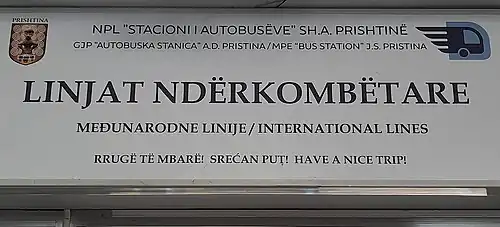 PRISHTINA
NPL "STACIONI I AUTOBUSËVE" SH.A. PRISHTINË
GJP "AUTOBUSKA STANICA" A.D. PRISTINA / MPE "BUS STATION" J.S. PRISTINA
LINJAT NDËRKOMBËTARE
MEĐUNARODNE LINIJE / INTERNATIONAL LINES
RRUGË TË MBARË! SREĆAN PUŢ! HAVE A NICE TRIP!